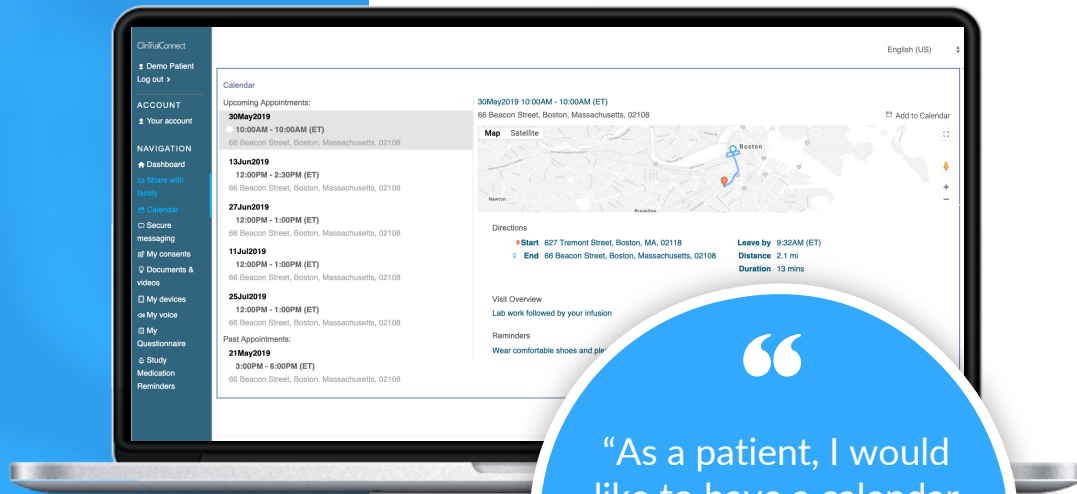 ClinTrialConnect
Demo Patient
Log out >
ACCOUNT
Your account
NAVIGATION
Dashboard
Share with
family
Calendar
Secure
messaging
My consents
Documents &
videos
My devices
My voice
My
Questionnaire
Study
Medication
Reminders
English (US)
Calendar
Upcoming Appointments:
30May2019
10:00AM - 10:00AM (ET)
66 Beacon Street, Boston, Massachusetts, 02108
13Jun2019
12:00PM - 2:30PM (ET)
66 Beacon Street, Boston, Massachusetts, 02108
27Jun2019
12:00PM - 1:00PM (ET)
66 Beacon Street, Boston, Massachusetts, 02108
11Jul2019
12:00PM - 1:00PM (ET)
66 Beacon Street, Boston, Massachusetts, 02108
25Jul2019
12:00PM - 1:00PM (ET)
66 Beacon Street, Boston, Massachusetts, 02108
Past Appointments:
21May2019
3:00PM - 6:00PM (ET)
66 Beacon Street, Boston, Massachusetts, 02108
30May2019 10:00AM - 10:00AM (ET)
66 Beacon Street, Boston, Massachusetts, 02108
Add to Calendar
Map Satellite
Boston
Newton
Brookline
Directions
Start 627 Tremont Street, Boston, MA, 02118 Leave by 9:32AM (ET)
End 66 Beacon Street, Boston, Massachusetts, 02108 Distance 2.1 mi
Duration 13 mins
Visit Overview
Lab work followed by your infusion
Reminders
Wear comfortable shoes and
“
“As a patient, I would
like to have a calendar